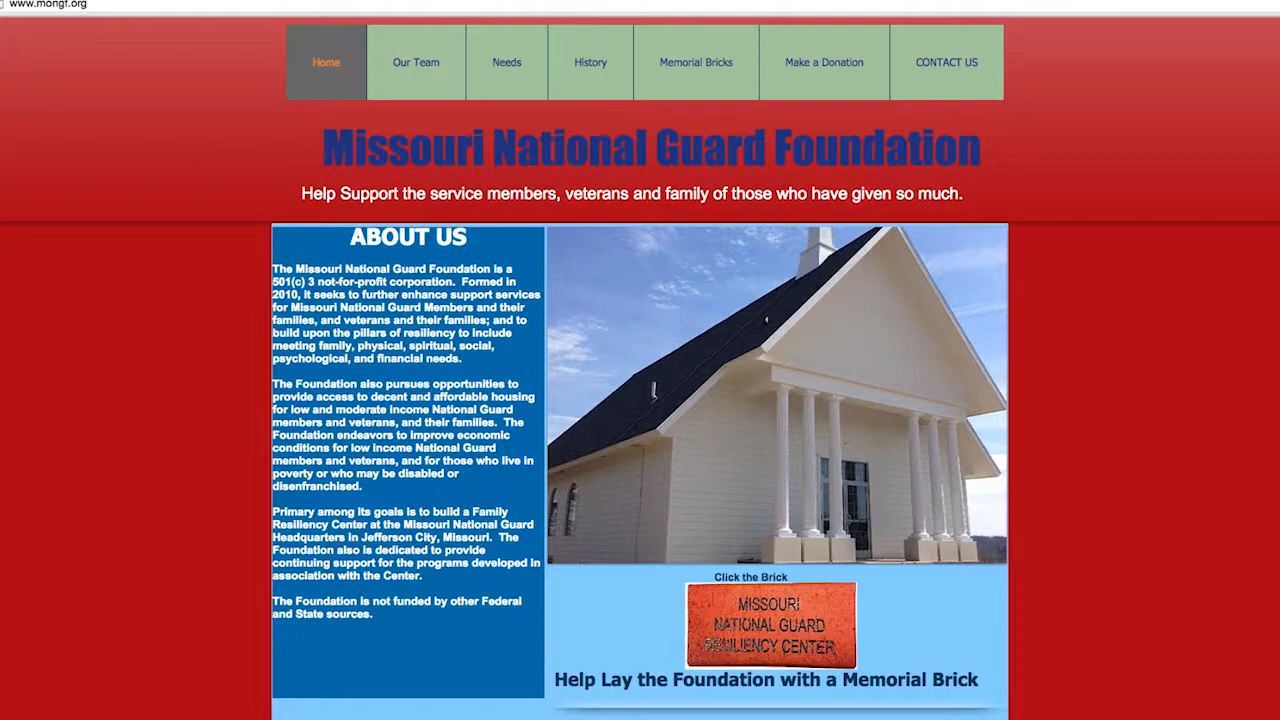 www.mongf.org
Home
Our Team
Needs
History
Memorial Bricks
Make a Donation
CONTACT US
Missouri National Guard Foundation
Help Support the service members, veterans and family of those who have given so much.
ABOUT US
The Missouri National Guard Foundation is a
501(c) 3 not-for-profit corporation. Formed in
2010, it seeks to further enhance support services
for Missouri National Guard Members and their
families, and veterans and their families; and to
build upon the pillars of resiliency to include
meeting family, physical, spiritual, social,
psychological, and financial needs.
The Foundation also pursues opportunities to
provide access to decent and affordable housing
for low and moderate income National Guard
members and veterans, and their families. The
Foundation endeavors to improve economic
conditions for low income National Guard
members and veterans, and for those who live in
poverty or who may be disabled or
disenfranchised.
Primary among its goals is to build a Family
Resiliency Center at the Missouri National Guard
Headquarters in Jefferson City, Missouri. The
Foundation also is dedicated to provide
continuing support for the programs developed in
association with the Center.
The Foundation is not funded by other Federal
and State sources.
Click the Brick
MISSOURI
NATIONAL GUARD
RESILIENCY CENTER
Help Lay the Foundation with a Memorial Brick